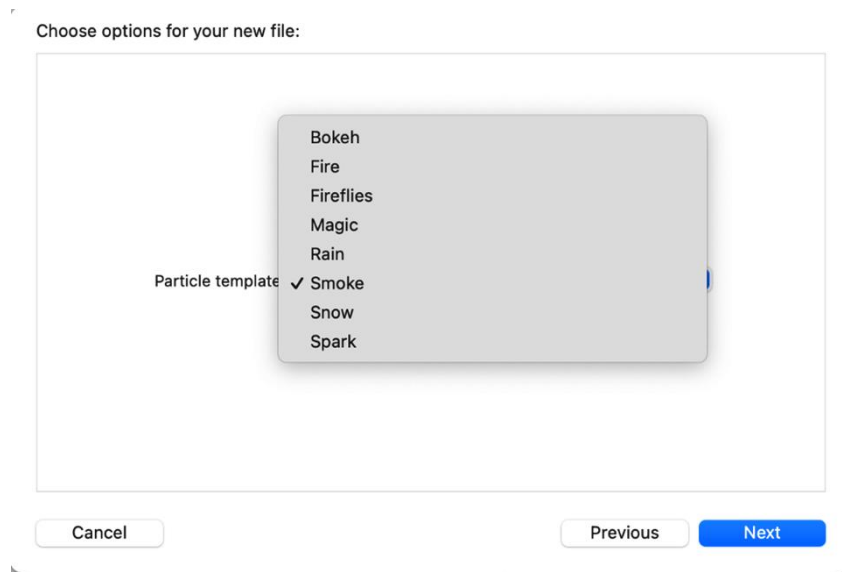 Choose options for your new file:
Bokeh
Fire
Fireflies
Magic
Rain
Particle template ✓ Smoke
Snow
Spark
Cancel Previous Next